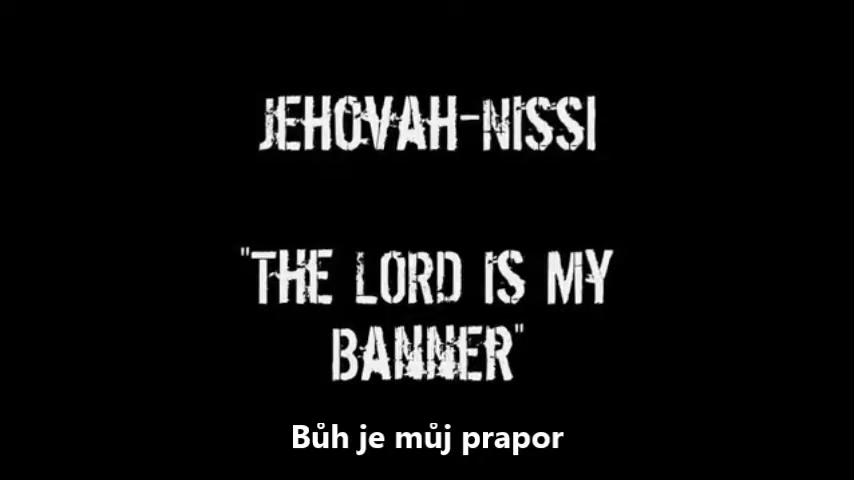 JEHOVAH-NISSI
"THE LORD IS MY
BANNER"
Bůh je můj prapor